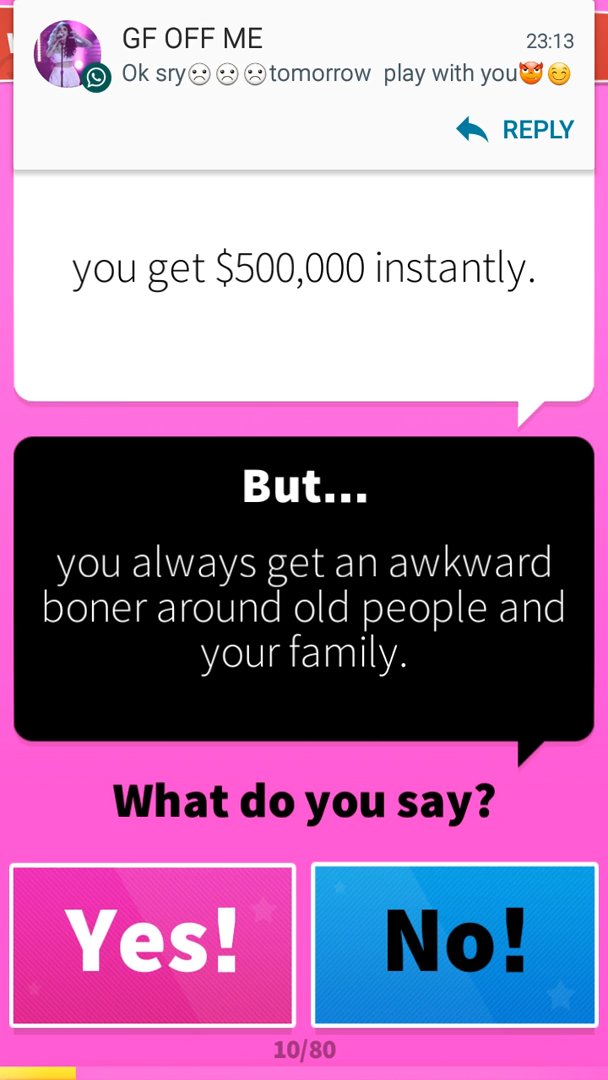 GF OFF ME
23:13
Ok sry☹☹☹tomorrow  play with you😈😊
REPLY
you get $500,000 instantly.
But...
you always get an awkward
boner around old people and
your family.
What do you say?
Yes!
No!
10/80